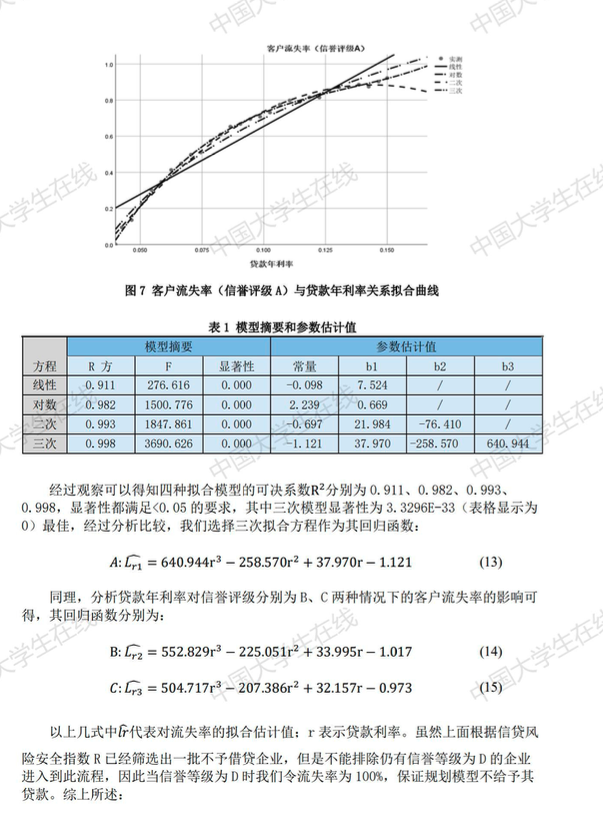 客户流失率（信誉评级A）
1.0
0.8
0.6
0.4
0.2
0.0
0.050 0.075 0.100 0.125 0.150
贷款年利率
实测
线性
对数
二次
三次
图 7 客户流失率（信誉评级 A）与贷款年利率关系拟合曲线
表 1 模型摘要和参数估计值
模型摘要 参数估计值
方程 R 方 F 显著性 常量 b1 b2 b3
线性 0.911 276.616 0.000 -0.098 7.524 / /
对数 0.982 1500.776 0.000 2.239 0.669 / /
二次 0.993 1847.861 0.000 -0.697 21.984 -76.410 /
三次 0.998 3690.626 0.000 -1.121 37.970 -258.570 640.944
经过观察可以得知四种拟合模型的可决系数R²分别为 0.911、0.982、0.993、
0.998，显著性都满足<0.05 的要求，其中三次模型显著性为 3.3296E-33（表格显示为
0）最佳，经过分析比较，我们选择三次拟合方程作为其回归函数：
A: L̂r1 = 640.944r³ − 258.570r² + 37.970r − 1.121 (13)
同理，分析贷款年利率对信誉评级分别为 B、C 两种情况下的客户流失率的影响可
得，其回归函数分别为：
B: L̂r2 = 552.829r³ − 225.051r² + 33.995r − 1.017 (14)
C: L̂r3 = 504.717r³ − 207.386r² + 32.157r − 0.973 (15)
以上几式中l̂r代表对流失率的拟合估计值；r 表示贷款利率。虽然上面根据信贷风
险安全指数 R 已经筛选出一批不予借贷企业，但是不能排除仍有信誉等级为 D 的企业
进入到此流程，因此当信誉等级为 D 时我们令流失率为 100%，保证规划模型不给予其
贷款。综上所述：
中国大学生在线